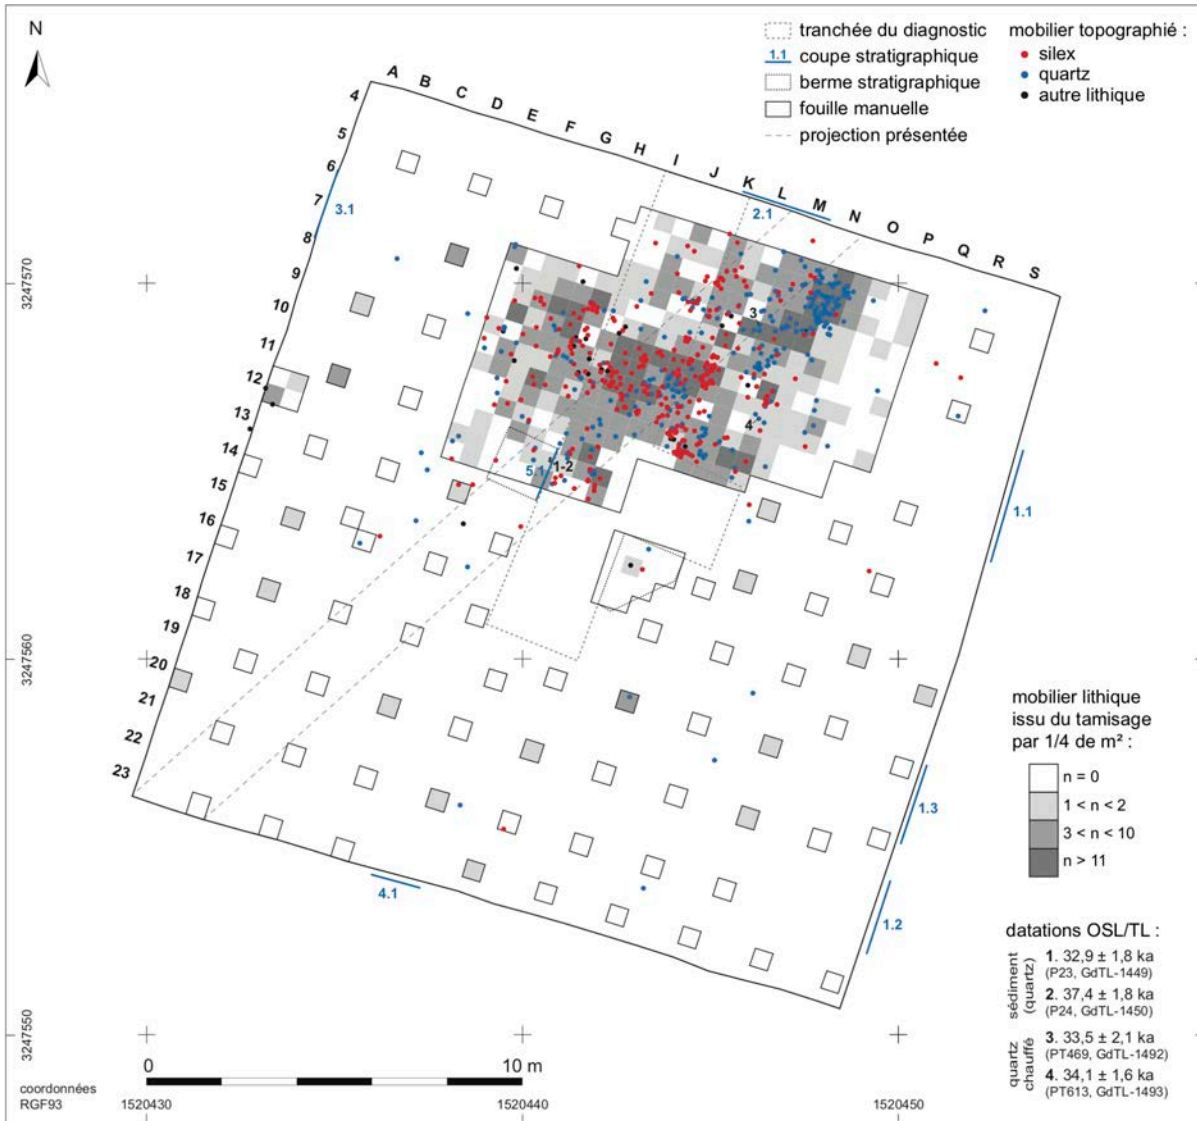 N
tranchée du diagnostic
1.1 coupe stratigraphique
berme stratigraphique
fouille manuelle
projection présentée
mobilier topographié :
silex
quartz
autre lithique
A B C D E F G H I J K L M N O P Q R S
4
5
6
7
8
9
10
11
12
13
14
15
16
17
18
19
20
21
22
23
3.1
2.1
3
4
5.1
1-2
1.1
1.3
1.2
4.1
3247570
3247560
3247550
mobilier lithique
issu du tamisage
par 1/4 de m² :
n = 0
1 < n < 2
3 < n < 10
n > 11
datations OSL/TL :
sédiment
(quartz)
1. 32,9 ± 1,8 ka
(P23, GdTL-1449)
2. 37,4 ± 1,8 ka
(P24, GdTL-1450)
quartz
chauffé
3. 33,5 ± 2,1 ka
(PT469, GdTL-1492)
4. 34,1 ± 1,6 ka
(PT613, GdTL-1493)
0 10 m
coordonnées
RGF93
1520430 1520440 1520450